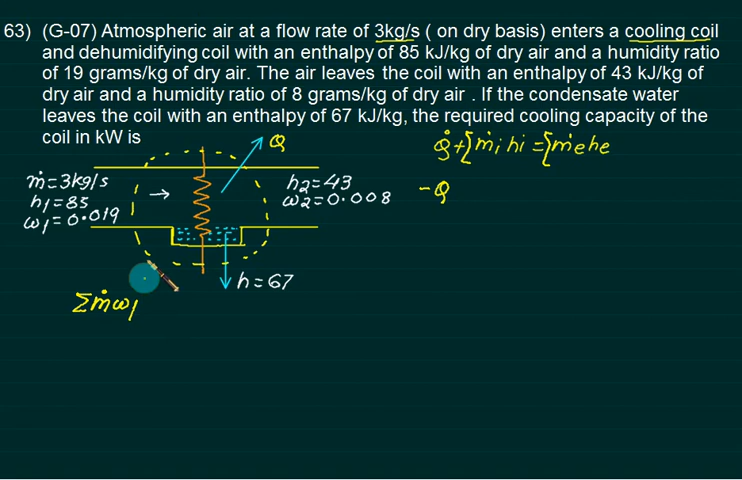 63) (G-07) Atmospheric air at a flow rate of 3kg/s ( on dry basis) enters a cooling coil
and dehumidifying coil with an enthalpy of 85 kJ/kg of dry air and a humidity ratio
of 19 grams/kg of dry air. The air leaves the coil with an enthalpy of 43 kJ/kg of
dry air and a humidity ratio of 8 grams/kg of dry air . If the condensate water
leaves the coil with an enthalpy of 67 kJ/kg, the required cooling capacity of the
coil in kW is
Q
Q̇+Σṁihi=Σṁehe
ṁ=3kg/s
h1=85
ω1=0.019
h2=43
ω2=0.008
-Q
h=67
Σṁω1